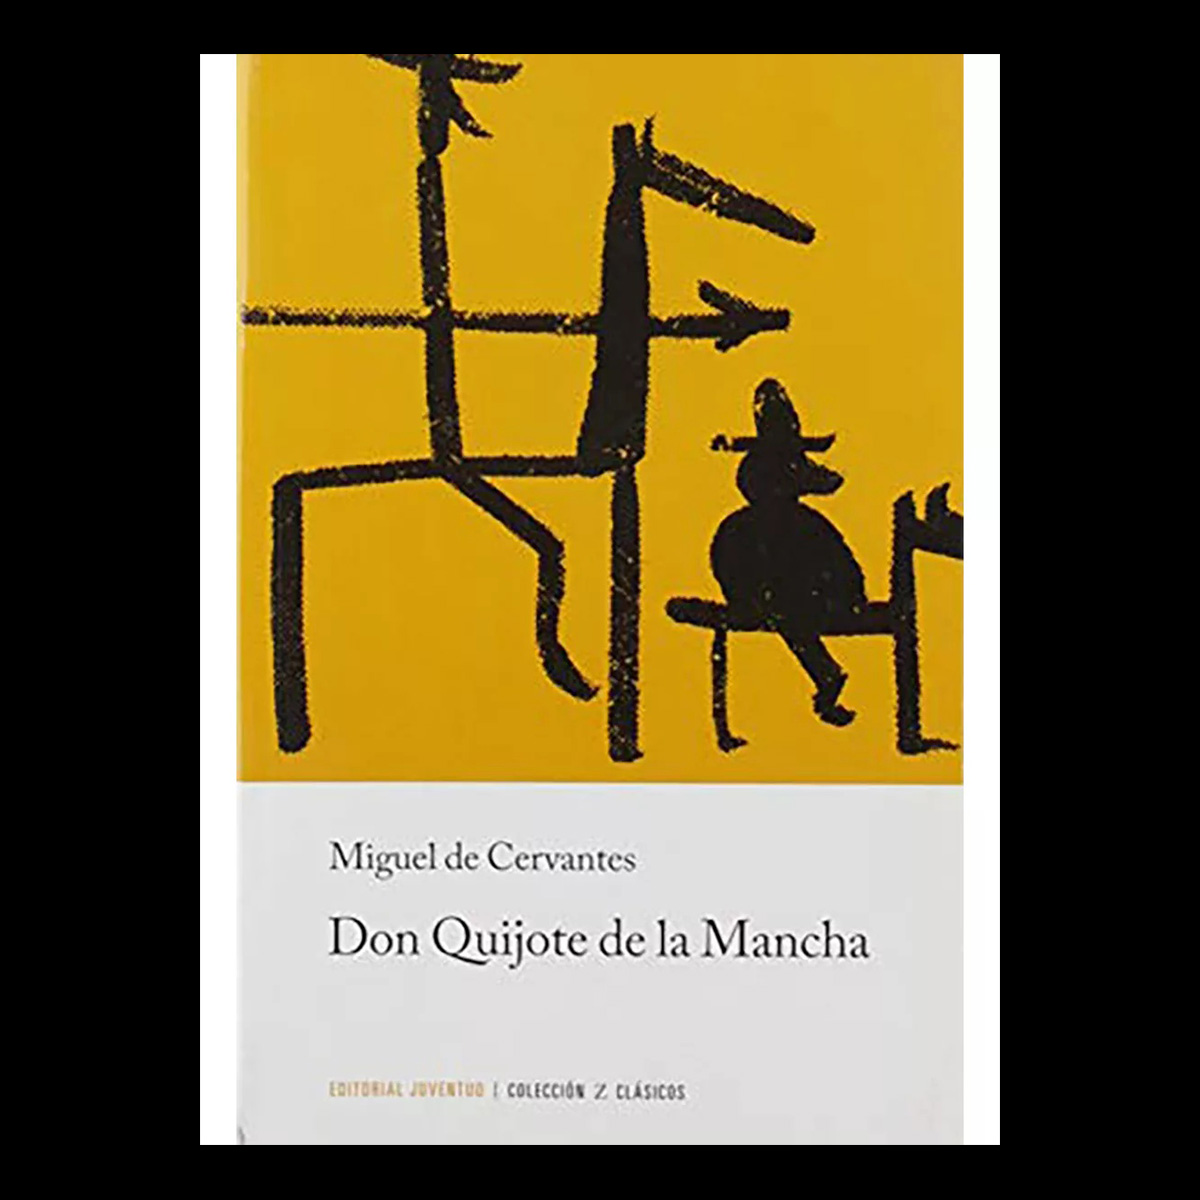 Miguel de Cervantes
Don Quijote de la Mancha
EDITORIAL JUVENTUD | COLECCIÓN Z CLÁSICOS